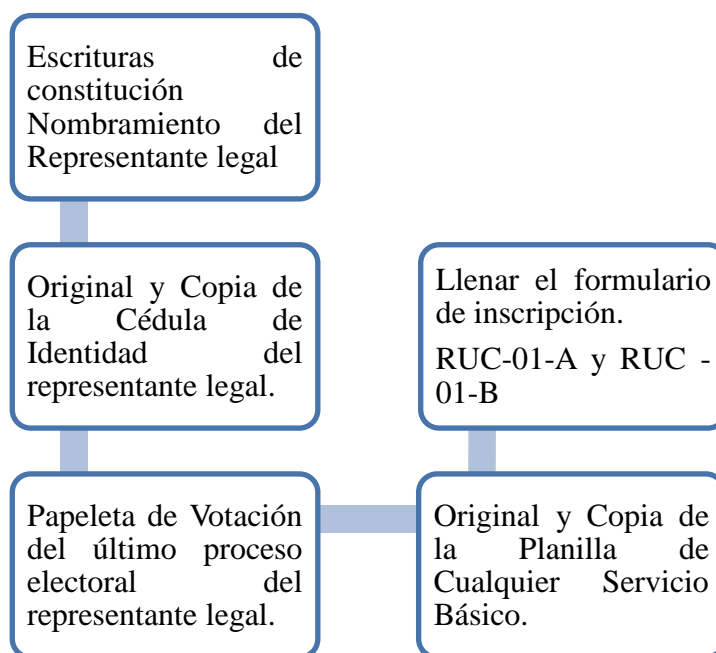 Escrituras de
constitución
Nombramiento del
Representante legal
Original y Copia de
la Cédula de
Identidad del
representante legal.
Papeleta de Votación
del último proceso
electoral del
representante legal.
Original y Copia de
la Planilla de
Cualquier Servicio
Básico.
Llenar el formulario
de inscripción.
RUC-01-A y RUC -
01-B